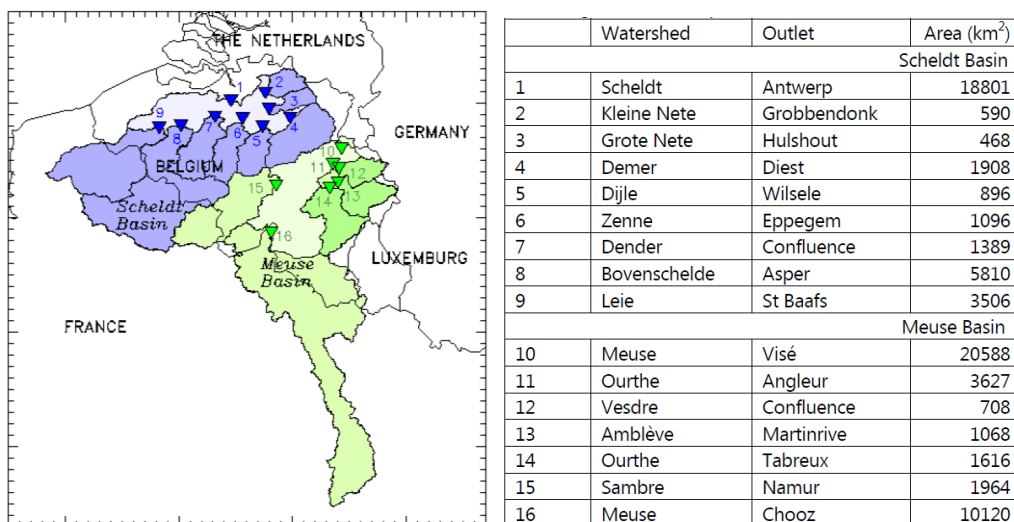 THE NETHERLANDS
1
2
3
9
8
7
6
5
4
GERMANY
10
11
12
BELGIUM
15
14
13
Scheldt
Basin
16
Meuse
Basin
LUXEMBURG
FRANCE
Watershed Outlet Area (km²)
Scheldt Basin
1 Scheldt Antwerp 18801
2 Kleine Nete Grobbendonk 590
3 Grote Nete Hulshout 468
4 Demer Diest 1908
5 Dijle Wilsele 896
6 Zenne Eppegem 1096
7 Dender Confluence 1389
8 Bovenschelde Asper 5810
9 Leie St Baafs 3506
Meuse Basin
10 Meuse Visé 20588
11 Ourthe Angleur 3627
12 Vesdre Confluence 708
13 Amblève Martinrive 1068
14 Ourthe Tabreux 1616
15 Sambre Namur 1964
16 Meuse Chooz 10120